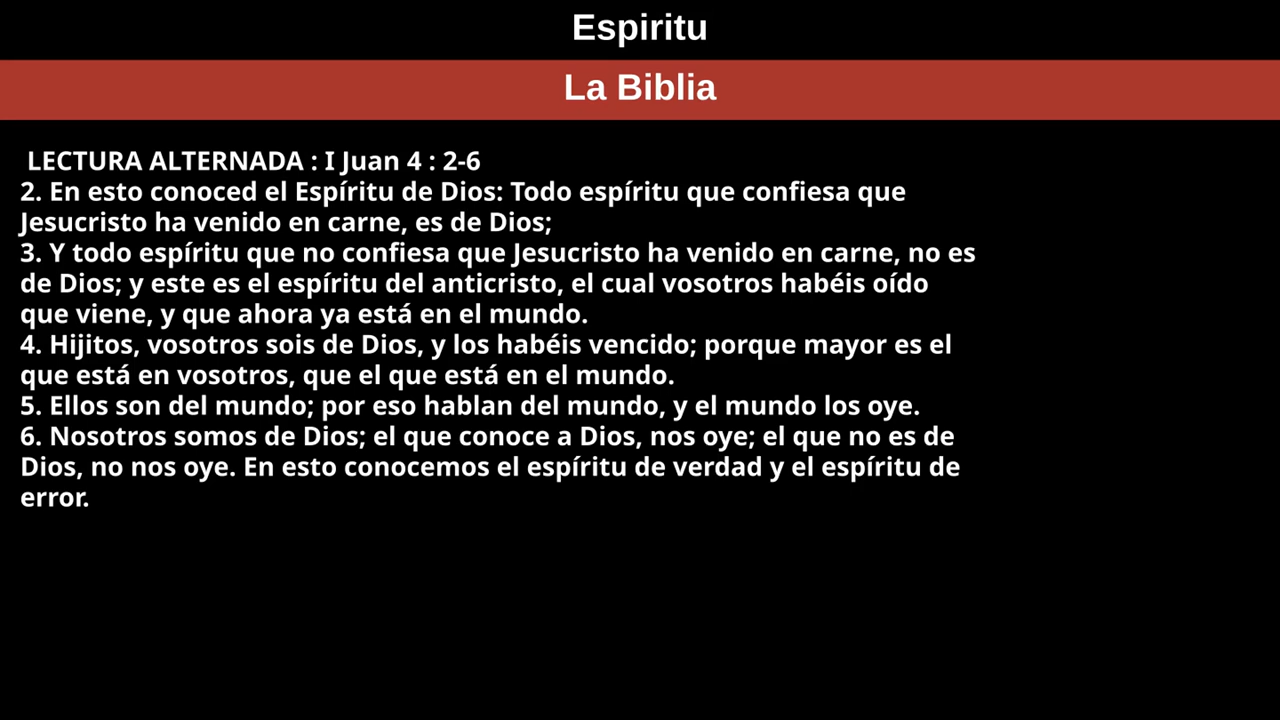 Espiritu
La Biblia
LECTURA ALTERNADA : I Juan 4 : 2-6
2. En esto conoced el Espíritu de Dios: Todo espíritu que confiesa que
Jesucristo ha venido en carne, es de Dios;
3. Y todo espíritu que no confiesa que Jesucristo ha venido en carne, no es
de Dios; y este es el espíritu del anticristo, el cual vosotros habéis oído
que viene, y que ahora ya está en el mundo.
4. Hijitos, vosotros sois de Dios, y los habéis vencido; porque mayor es el
que está en vosotros, que el que está en el mundo.
5. Ellos son del mundo; por eso hablan del mundo, y el mundo los oye.
6. Nosotros somos de Dios; el que conoce a Dios, nos oye; el que no es de
Dios, no nos oye. En esto conocemos el espíritu de verdad y el espíritu de
error.